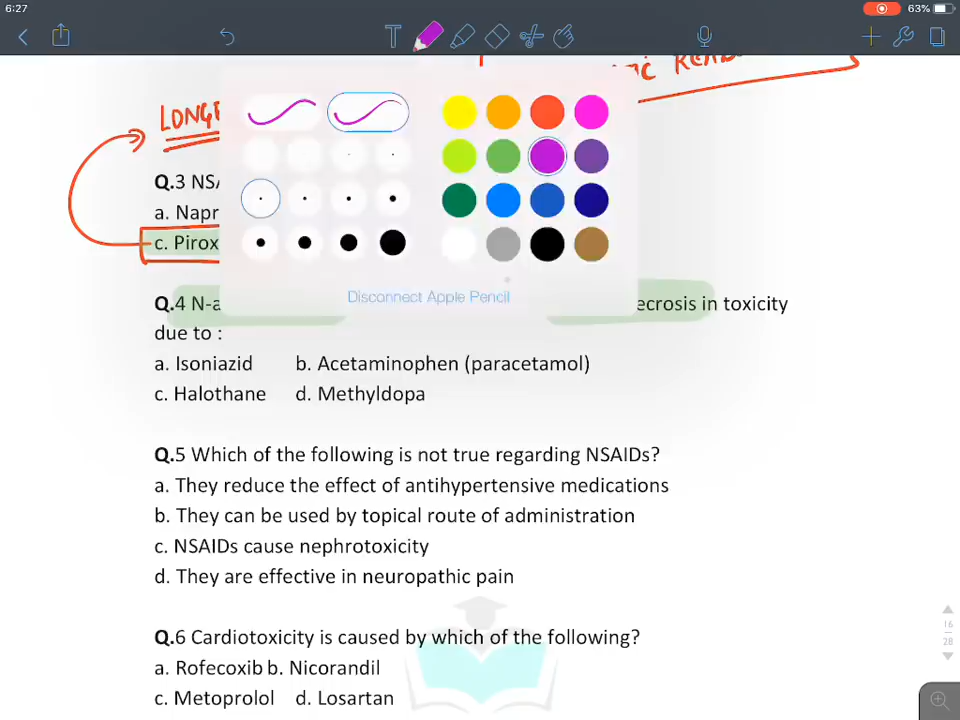 6:27
63%
T
Q.3 NSA
a. Napr
c. Pirox
Disconnect Apple Pencil
Q.4 N-a ecrosis in toxicity
due to :
a. Isoniazid b. Acetaminophen (paracetamol)
c. Halothane d. Methyldopa
Q.5 Which of the following is not true regarding NSAIDs?
a. They reduce the effect of antihypertensive medications
b. They can be used by topical route of administration
c. NSAIDs cause nephrotoxicity
d. They are effective in neuropathic pain
16
28
Q.6 Cardiotoxicity is caused by which of the following?
a. Rofecoxib b. Nicorandil
c. Metoprolol d. Losartan